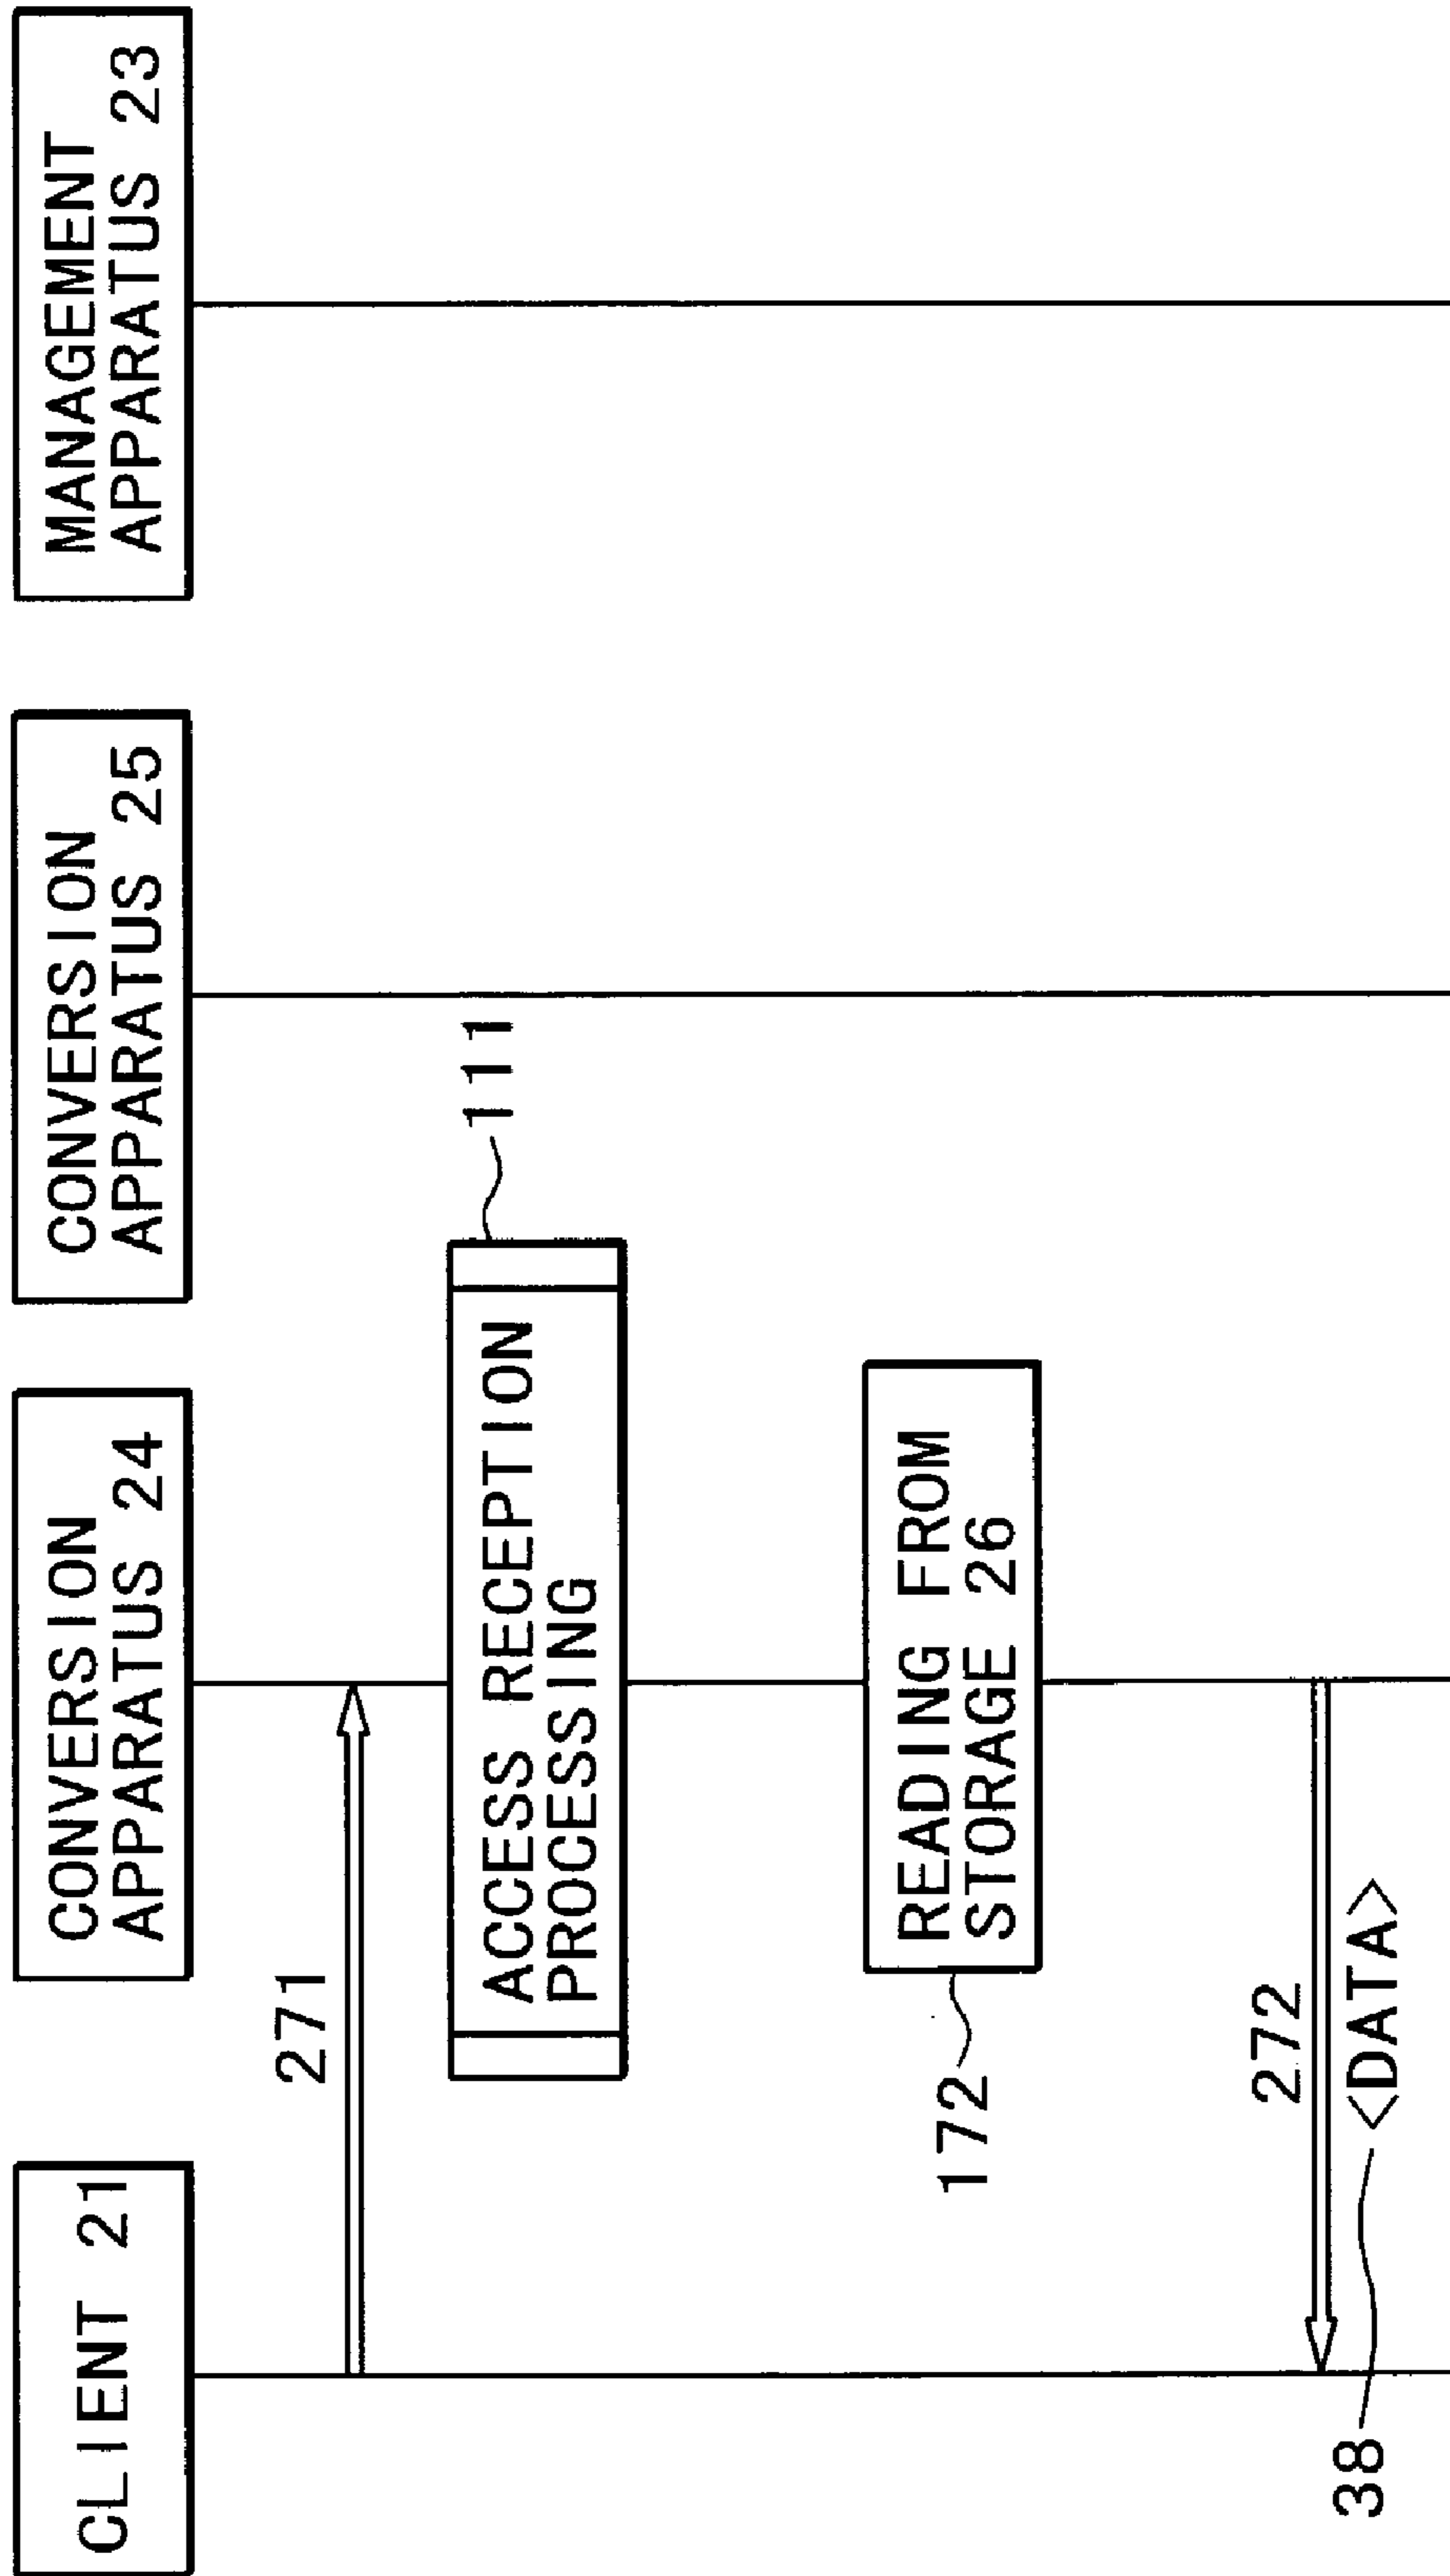 CLIENT 21
CONVERSION
APPARATUS 24
CONVERSION
APPARATUS 25
MANAGEMENT
APPARATUS 23
271
ACCESS RECEPTION
PROCESSING
111
172
READING FROM
STORAGE 26
272
38
<DATA>